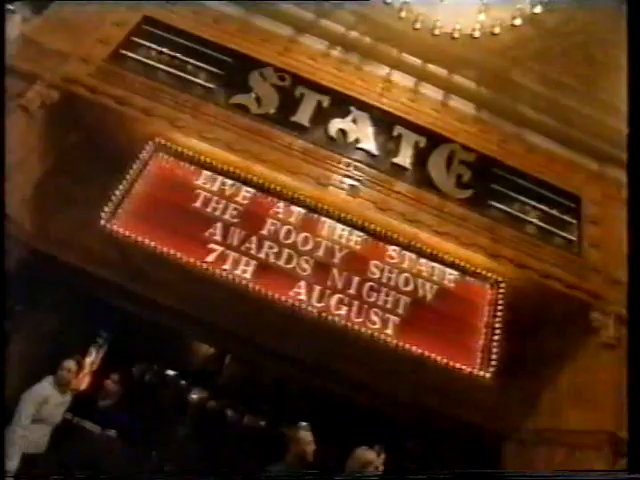 STATE
LIVE AT THE STATE
THE FOOTY SHOW
AWARDS NIGHT
7TH AUGUST